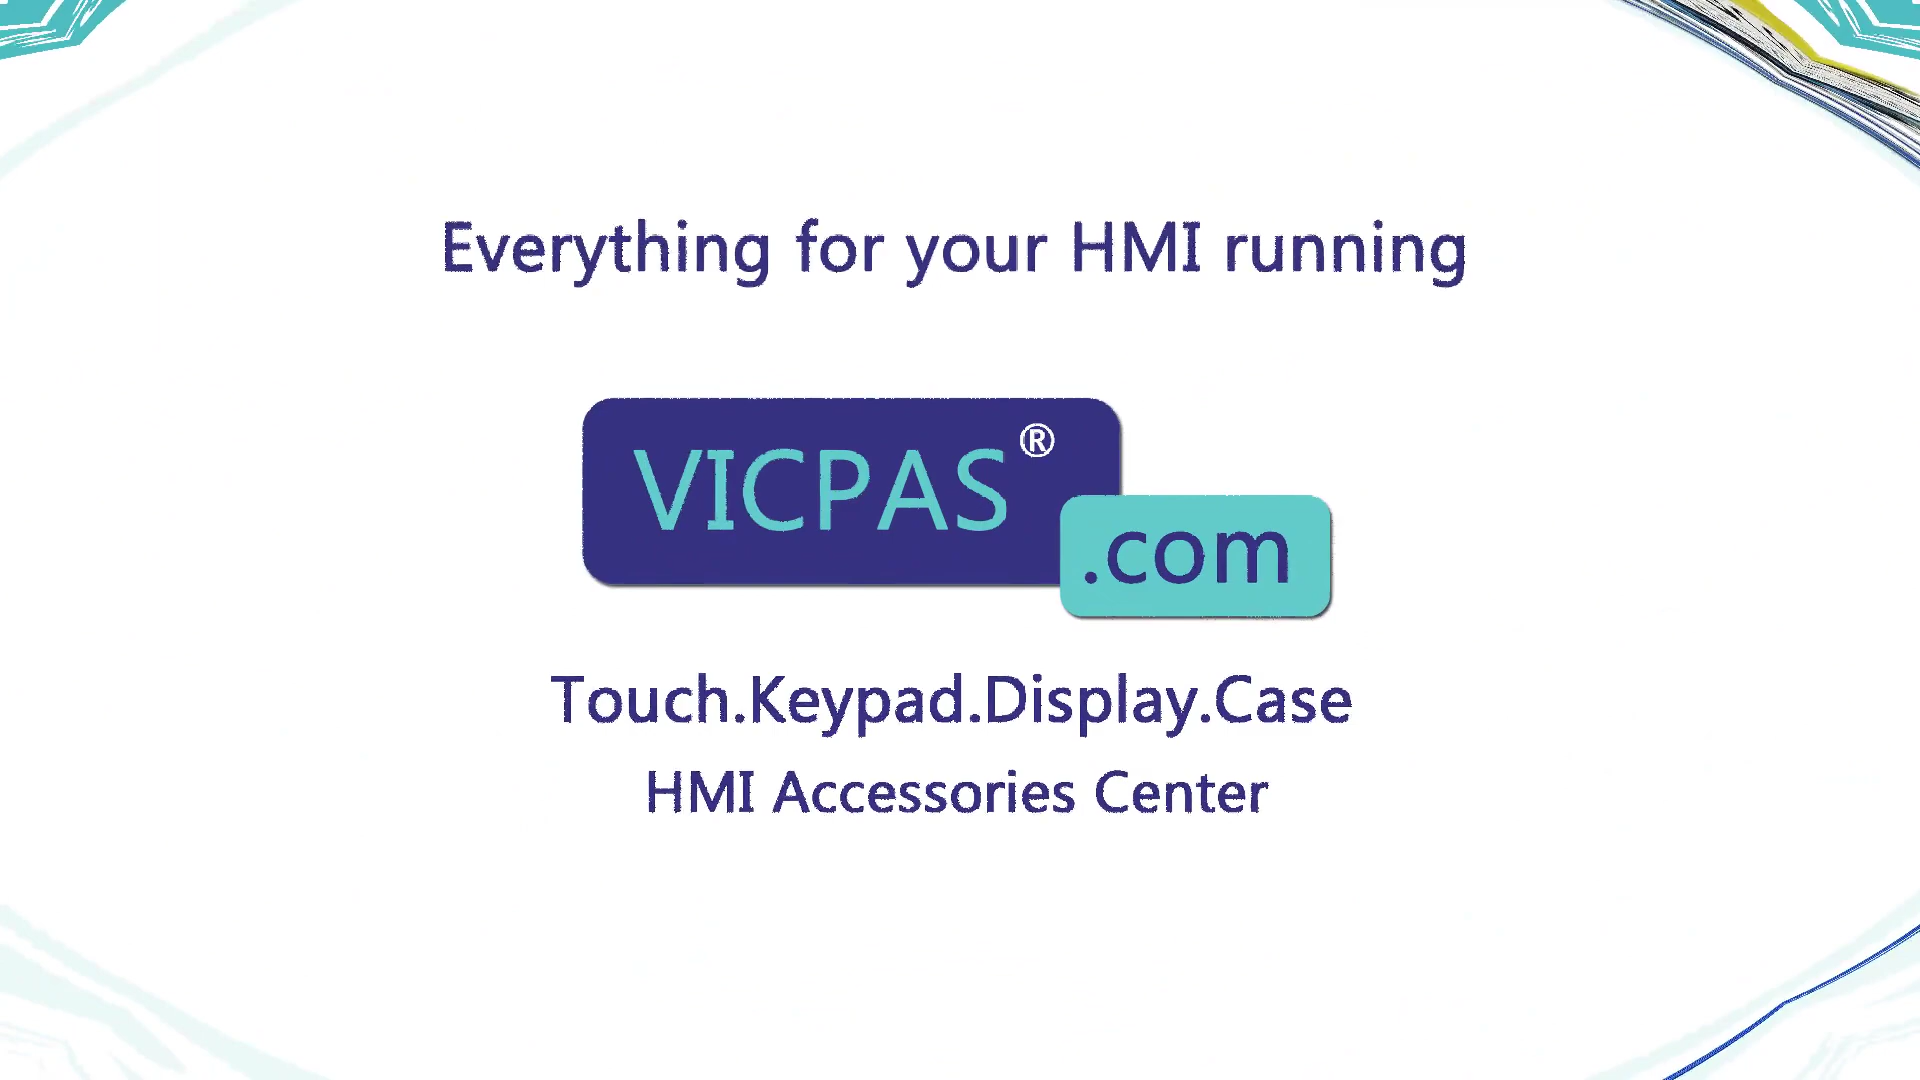 Everything for your HMI running
VICPAS®
.com
Touch.Keypad.Display.Case
HMI Accessories Center